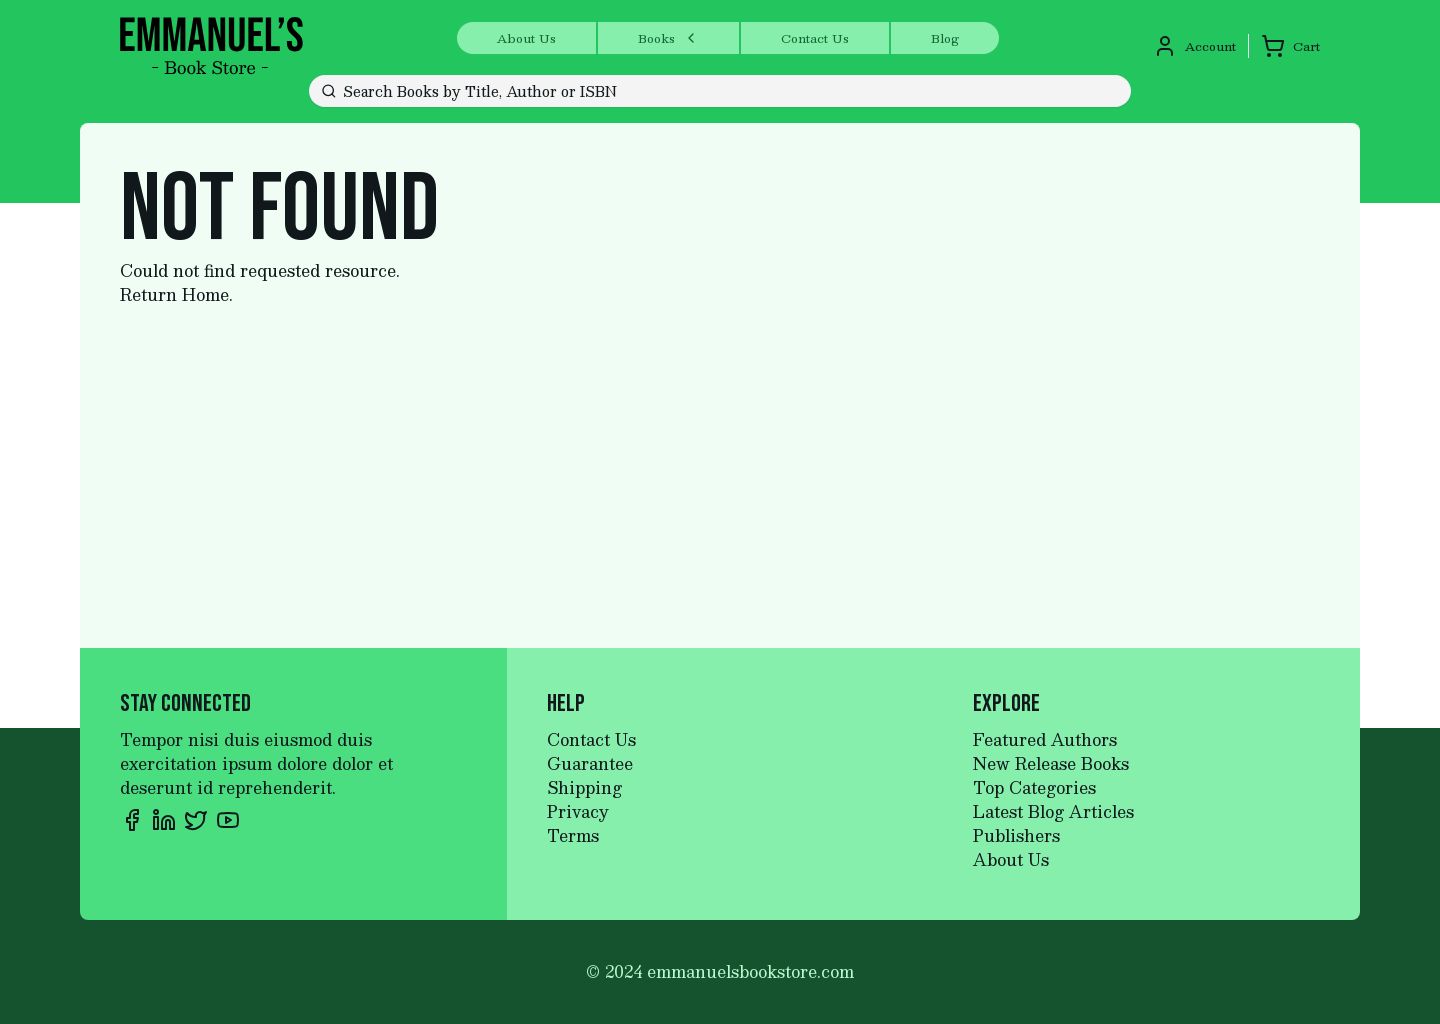 EMMANUEL'S
- Book Store -
About Us
Books
Contact Us
Blog
Account
Cart
Search Books by Title, Author or ISBN
NOT FOUND
Could not find requested resource.
Return Home.
STAY CONNECTED
Tempor nisi duis eiusmod duis
exercitation ipsum dolore dolor et
deserunt id reprehenderit.
HELP
Contact Us
Guarantee
Shipping
Privacy
Terms
EXPLORE
Featured Authors
New Release Books
Top Categories
Latest Blog Articles
Publishers
About Us
© 2024 emmanuelsbookstore.com